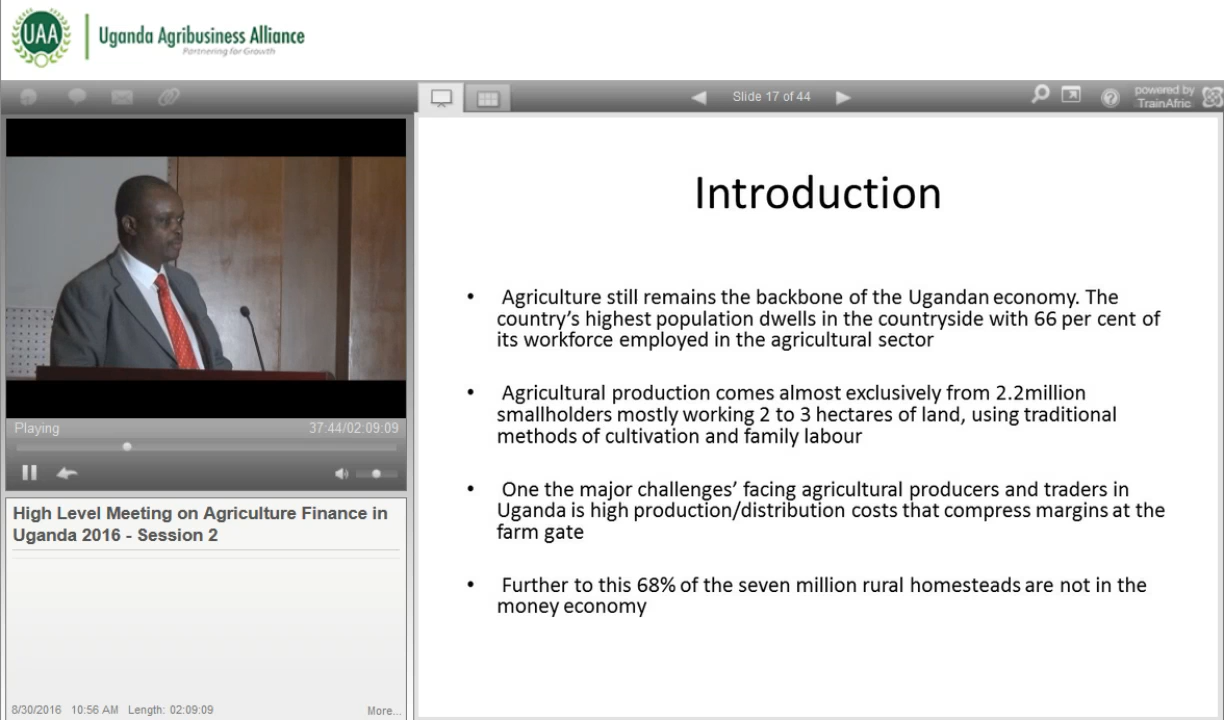 UAA
Uganda Agribusiness Alliance
Partnering for Growth
Slide 17 of 44
powered by
TrainAfric
Playing
37:44/02:09:09
High Level Meeting on Agriculture Finance in
Uganda 2016 - Session 2
8/30/2016 10:56 AM Length: 02:09:09
More...
Introduction
• Agriculture still remains the backbone of the Ugandan economy. The
country's highest population dwells in the countryside with 66 per cent of
its workforce employed in the agricultural sector
• Agricultural production comes almost exclusively from 2.2million
smallholders mostly working 2 to 3 hectares of land, using traditional
methods of cultivation and family labour
• One the major challenges' facing agricultural producers and traders in
Uganda is high production/distribution costs that compress margins at the
farm gate
• Further to this 68% of the seven million rural homesteads are not in the
money economy